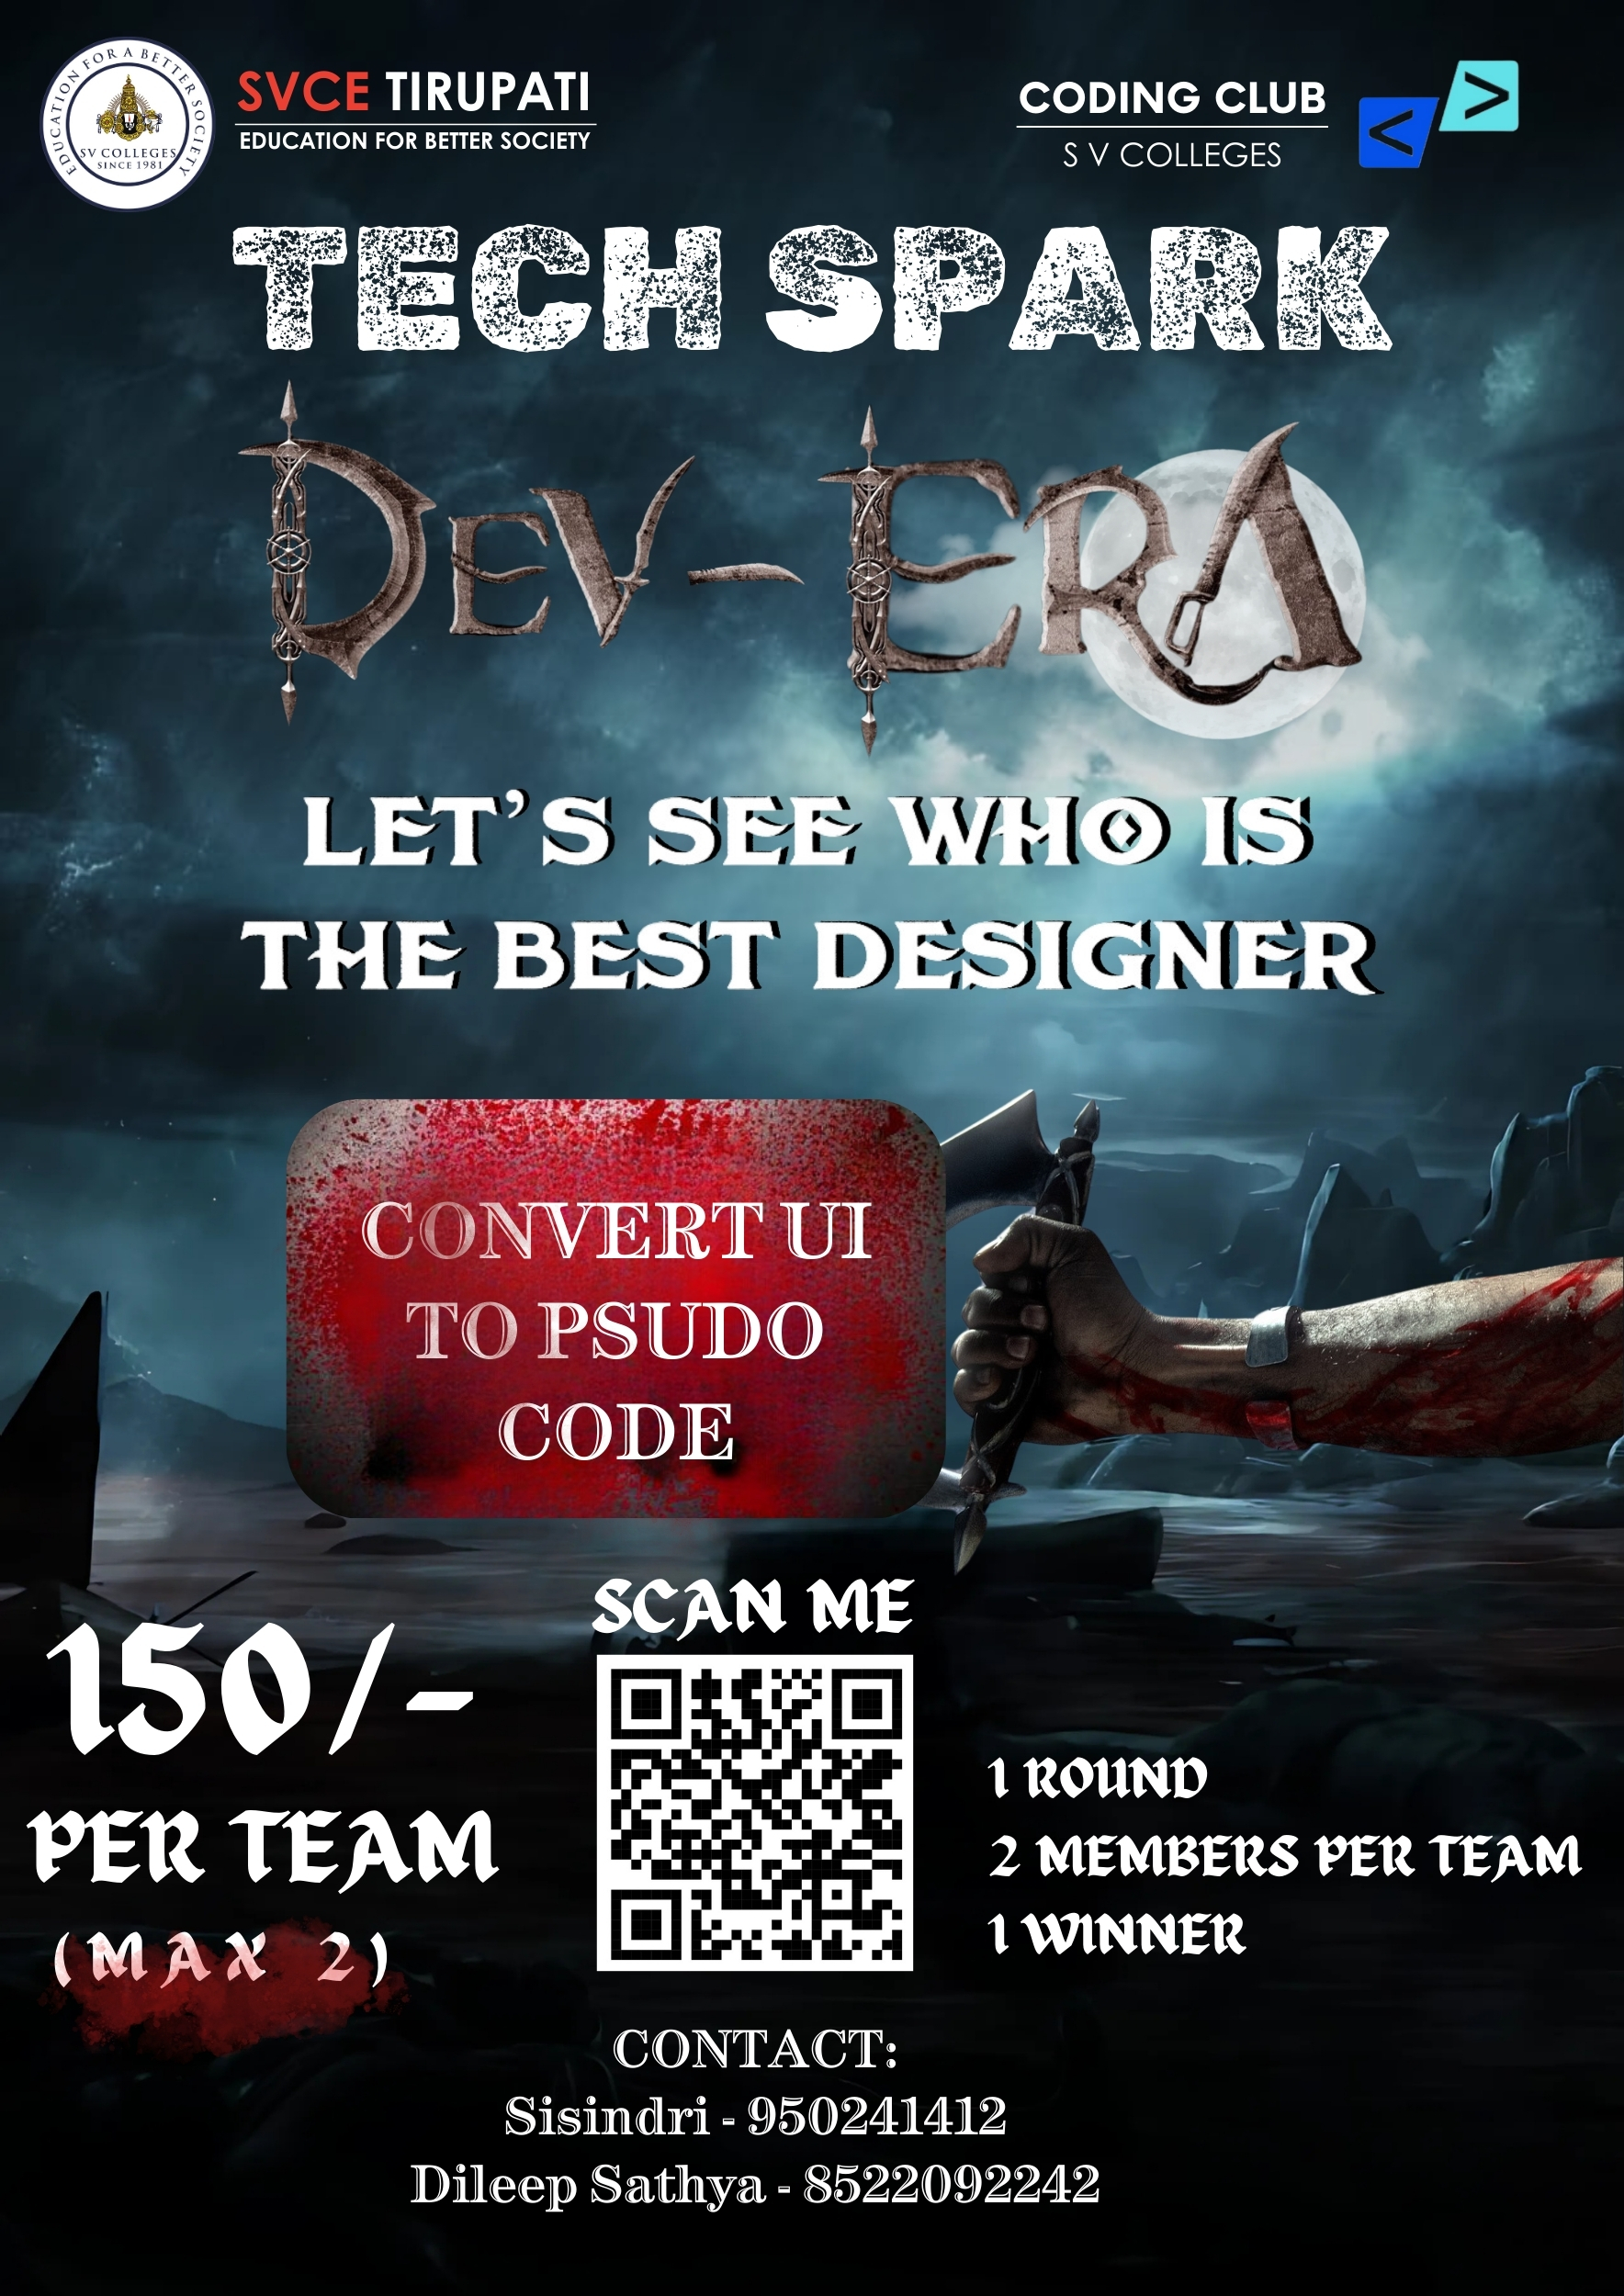 EDUCATION FOR A BETTER SOCIETY
SV COLLEGES
SINCE 1981
SVCE TIRUPATI
EDUCATION FOR BETTER SOCIETY
CODING CLUB
S V COLLEGES
< >
TECH SPARK
DEV-ERA
LET'S SEE WHO IS
THE BEST DESIGNER
CONVERT UI
TO PSUDO
CODE
SCAN ME
150/-
PER TEAM
(MAX 2)
1 ROUND
2 MEMBERS PER TEAM
1 WINNER
CONTACT:
Sisindri - 950241412
Dileep Sathya - 8522092242